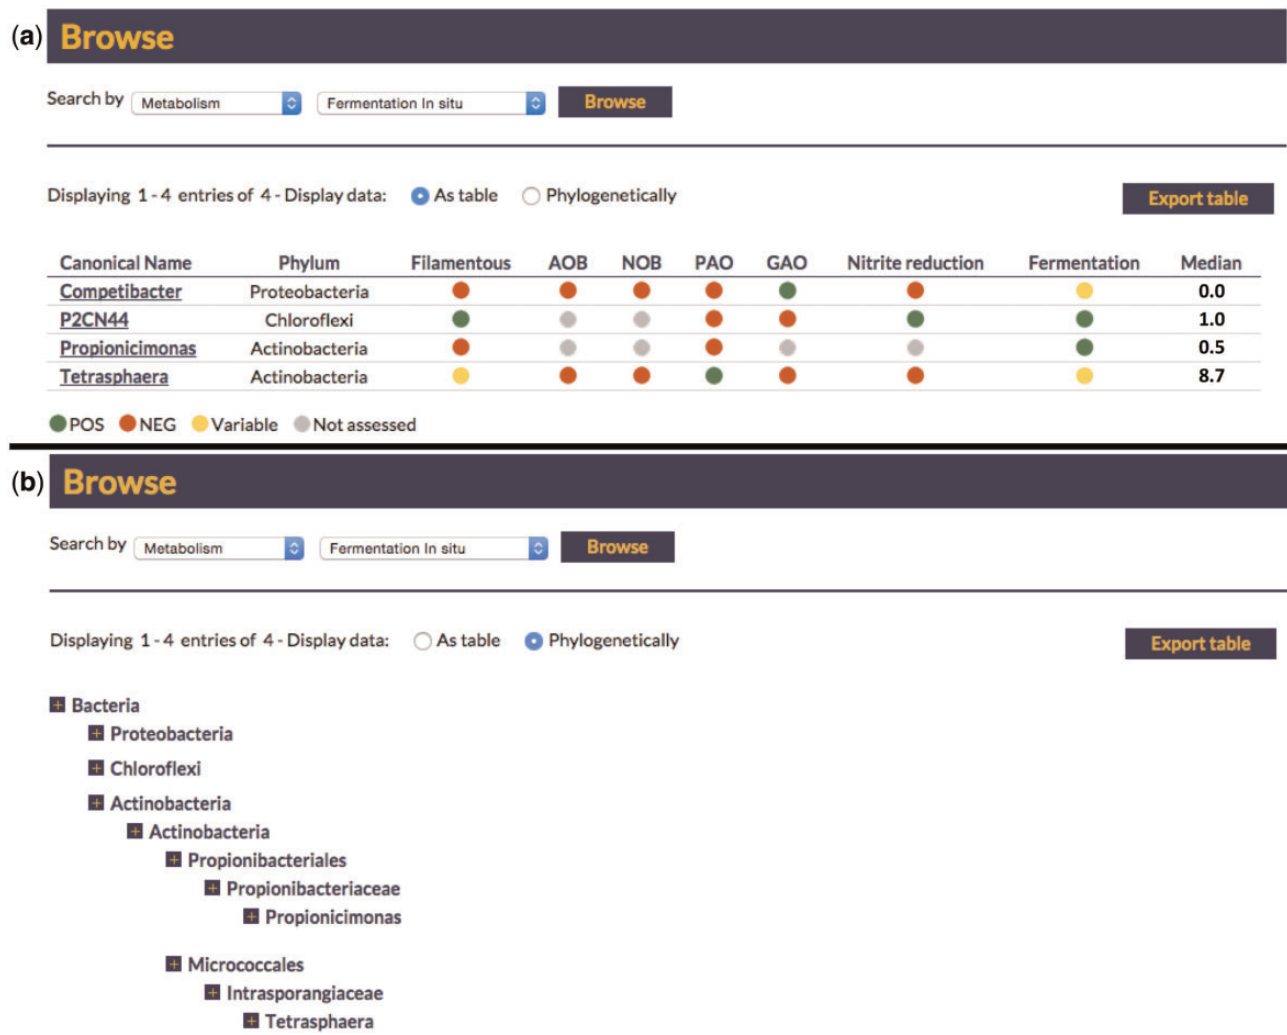 (a) Browse
Search by Metabolism Fermentation In situ Browse
Displaying 1 - 4 entries of 4 - Display data: As table Phylogenetically Export table
Canonical Name Phylum Filamentous AOB NOB PAO GAO Nitrite reduction Fermentation Median
Competibacter Proteobacteria 0.0
P2CN44 Chloroflexi 1.0
Propionicimonas Actinobacteria 0.5
Tetrasphaera Actinobacteria 8.7
POS NEG Variable Not assessed
(b) Browse
Search by Metabolism Fermentation In situ Browse
Displaying 1 - 4 entries of 4 - Display data: As table Phylogenetically Export table
Bacteria
Proteobacteria
Chloroflexi
Actinobacteria
Actinobacteria
Propionibacteriales
Propionibacteriaceae
Propionicimonas
Micrococcales
Intrasporangiaceae
Tetrasphaera